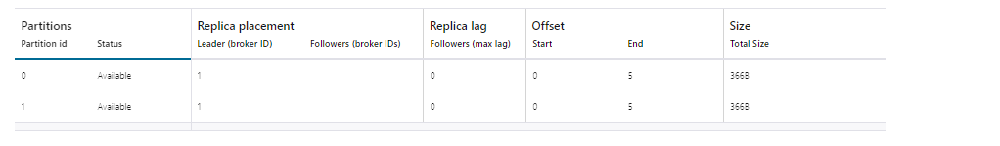 Partitions Replica placement Replica lag Offset Size
Partition id Status Leader (broker ID) Followers (broker IDs) Followers (max lag) Start End Total Size
0 Available 1 0 0 5 366B
1 Available 1 0 0 5 366B